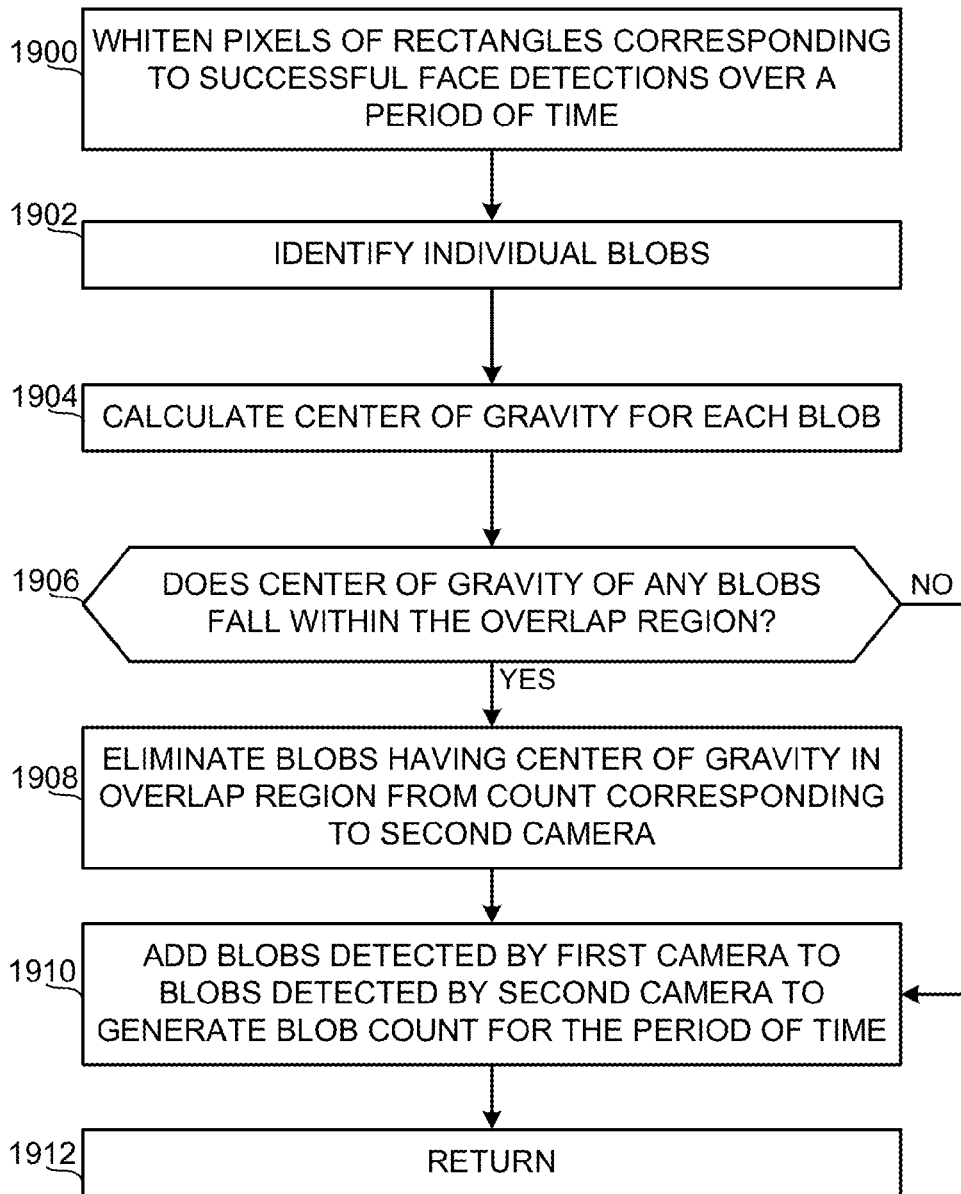 1900
WHITEN PIXELS OF RECTANGLES CORRESPONDING
TO SUCCESSFUL FACE DETECTIONS OVER A
PERIOD OF TIME
1902
IDENTIFY INDIVIDUAL BLOBS
1904
CALCULATE CENTER OF GRAVITY FOR EACH BLOB
1906
DOES CENTER OF GRAVITY OF ANY BLOBS
FALL WITHIN THE OVERLAP REGION?
NO
YES
1908
ELIMINATE BLOBS HAVING CENTER OF GRAVITY IN
OVERLAP REGION FROM COUNT CORRESPONDING
TO SECOND CAMERA
1910
ADD BLOBS DETECTED BY FIRST CAMERA TO
BLOBS DETECTED BY SECOND CAMERA TO
GENERATE BLOB COUNT FOR THE PERIOD OF TIME
1912
RETURN